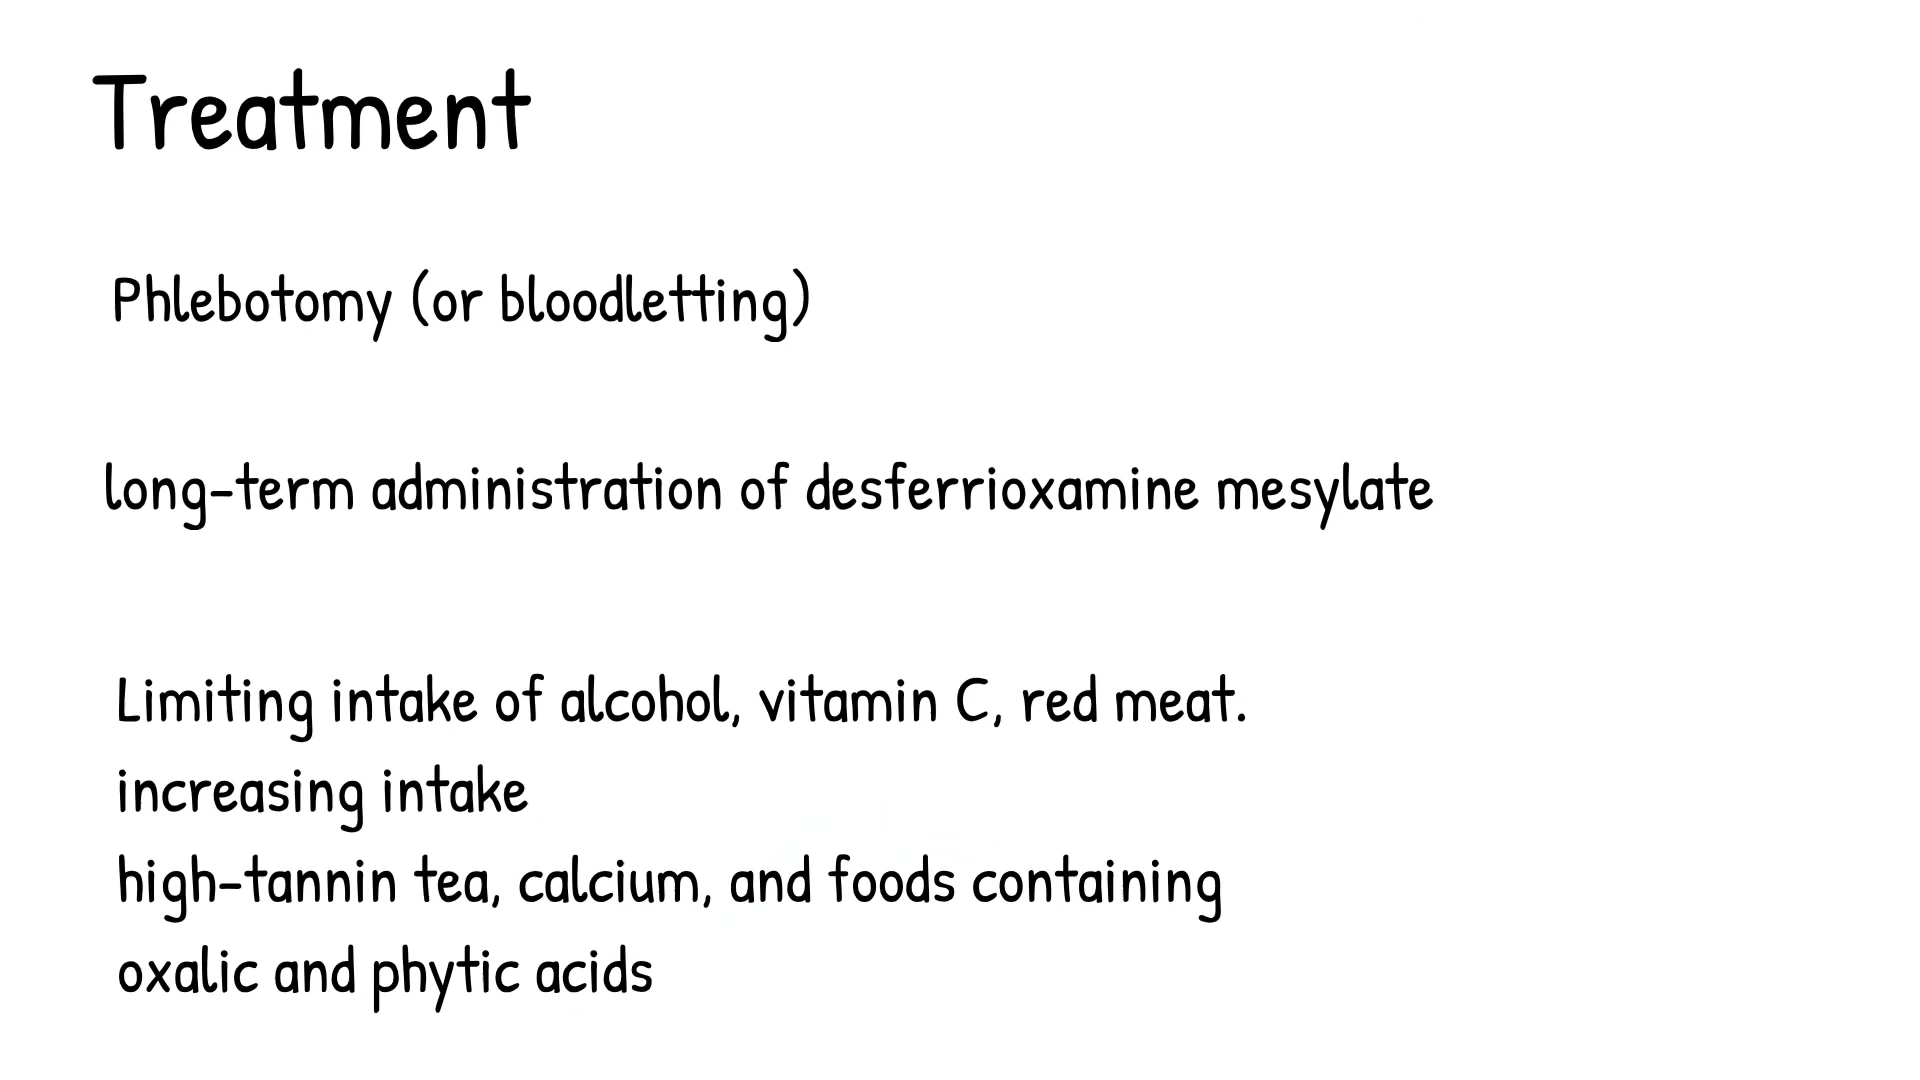 Treatment
Phlebotomy (or bloodletting)
long-term administration of desferrioxamine mesylate
Limiting intake of alcohol, vitamin C, red meat.
increasing intake
high-tannin tea, calcium, and foods containing
oxalic and phytic acids